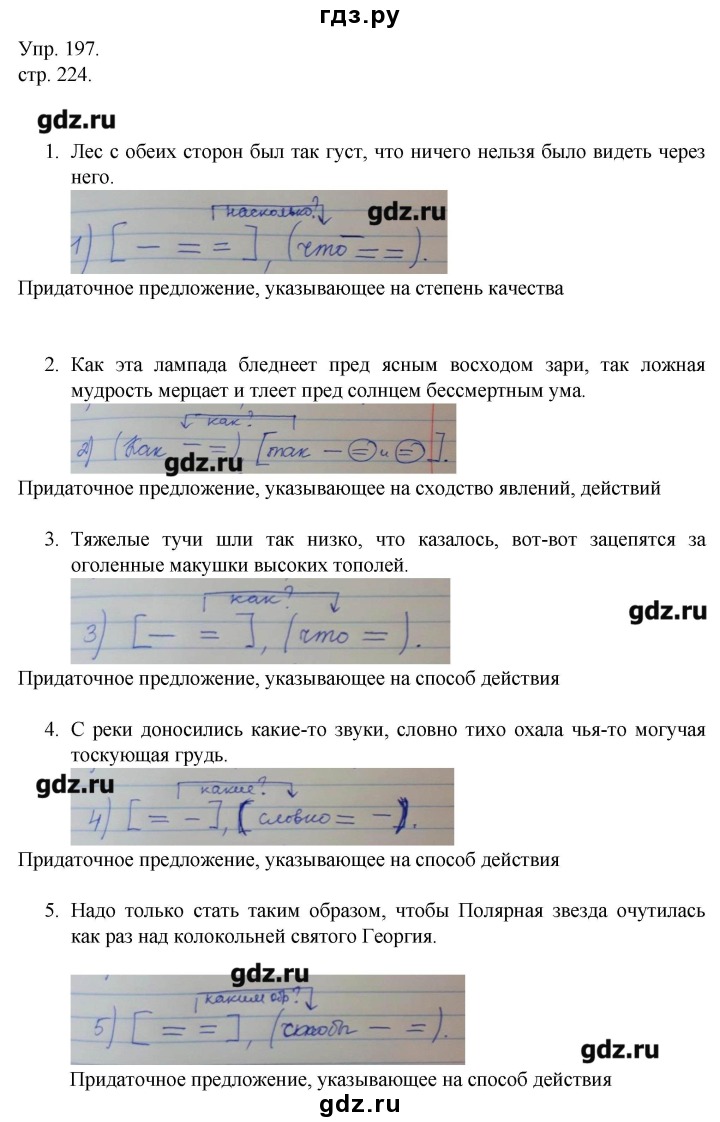 гдз.ру
Упр. 197.
стр. 224.
gdz.ru
1. Лес с обеих сторон был так густ, что ничего нельзя было видеть через
него.
насколько?
gdz.ru
1) [ — = = ], (что — = = ).
Придаточное предложение, указывающее на степень качества
2. Как эта лампада бледнеет пред ясным восходом зари, так ложная
мудрость мерцает и тлеет пред солнцем бессмертным ума.
как?
2) (Как — = ) [так — = и = ].
gdz.ru
Придаточное предложение, указывающее на сходство явлений, действий
3. Тяжелые тучи шли так низко, что казалось, вот-вот зацепятся за
оголенные макушки высоких тополей.
как?
gdz.ru
3) [ — = ], (что = ).
Придаточное предложение, указывающее на способ действия
4. С реки доносились какие-то звуки, словно тихо охала чья-то могучая
тоскующая грудь.
gdz.ru
какие?
4) [ = — ], (словно = — ).
Придаточное предложение, указывающее на способ действия
5. Надо только стать таким образом, чтобы Полярная звезда очутилась
как раз над колокольней святого Георгия.
gdz.ru
каким обр?
5) [ = = ], (чтобы — = ).
gdz.ru
Придаточное предложение, указывающее на способ действия
gdz.ru